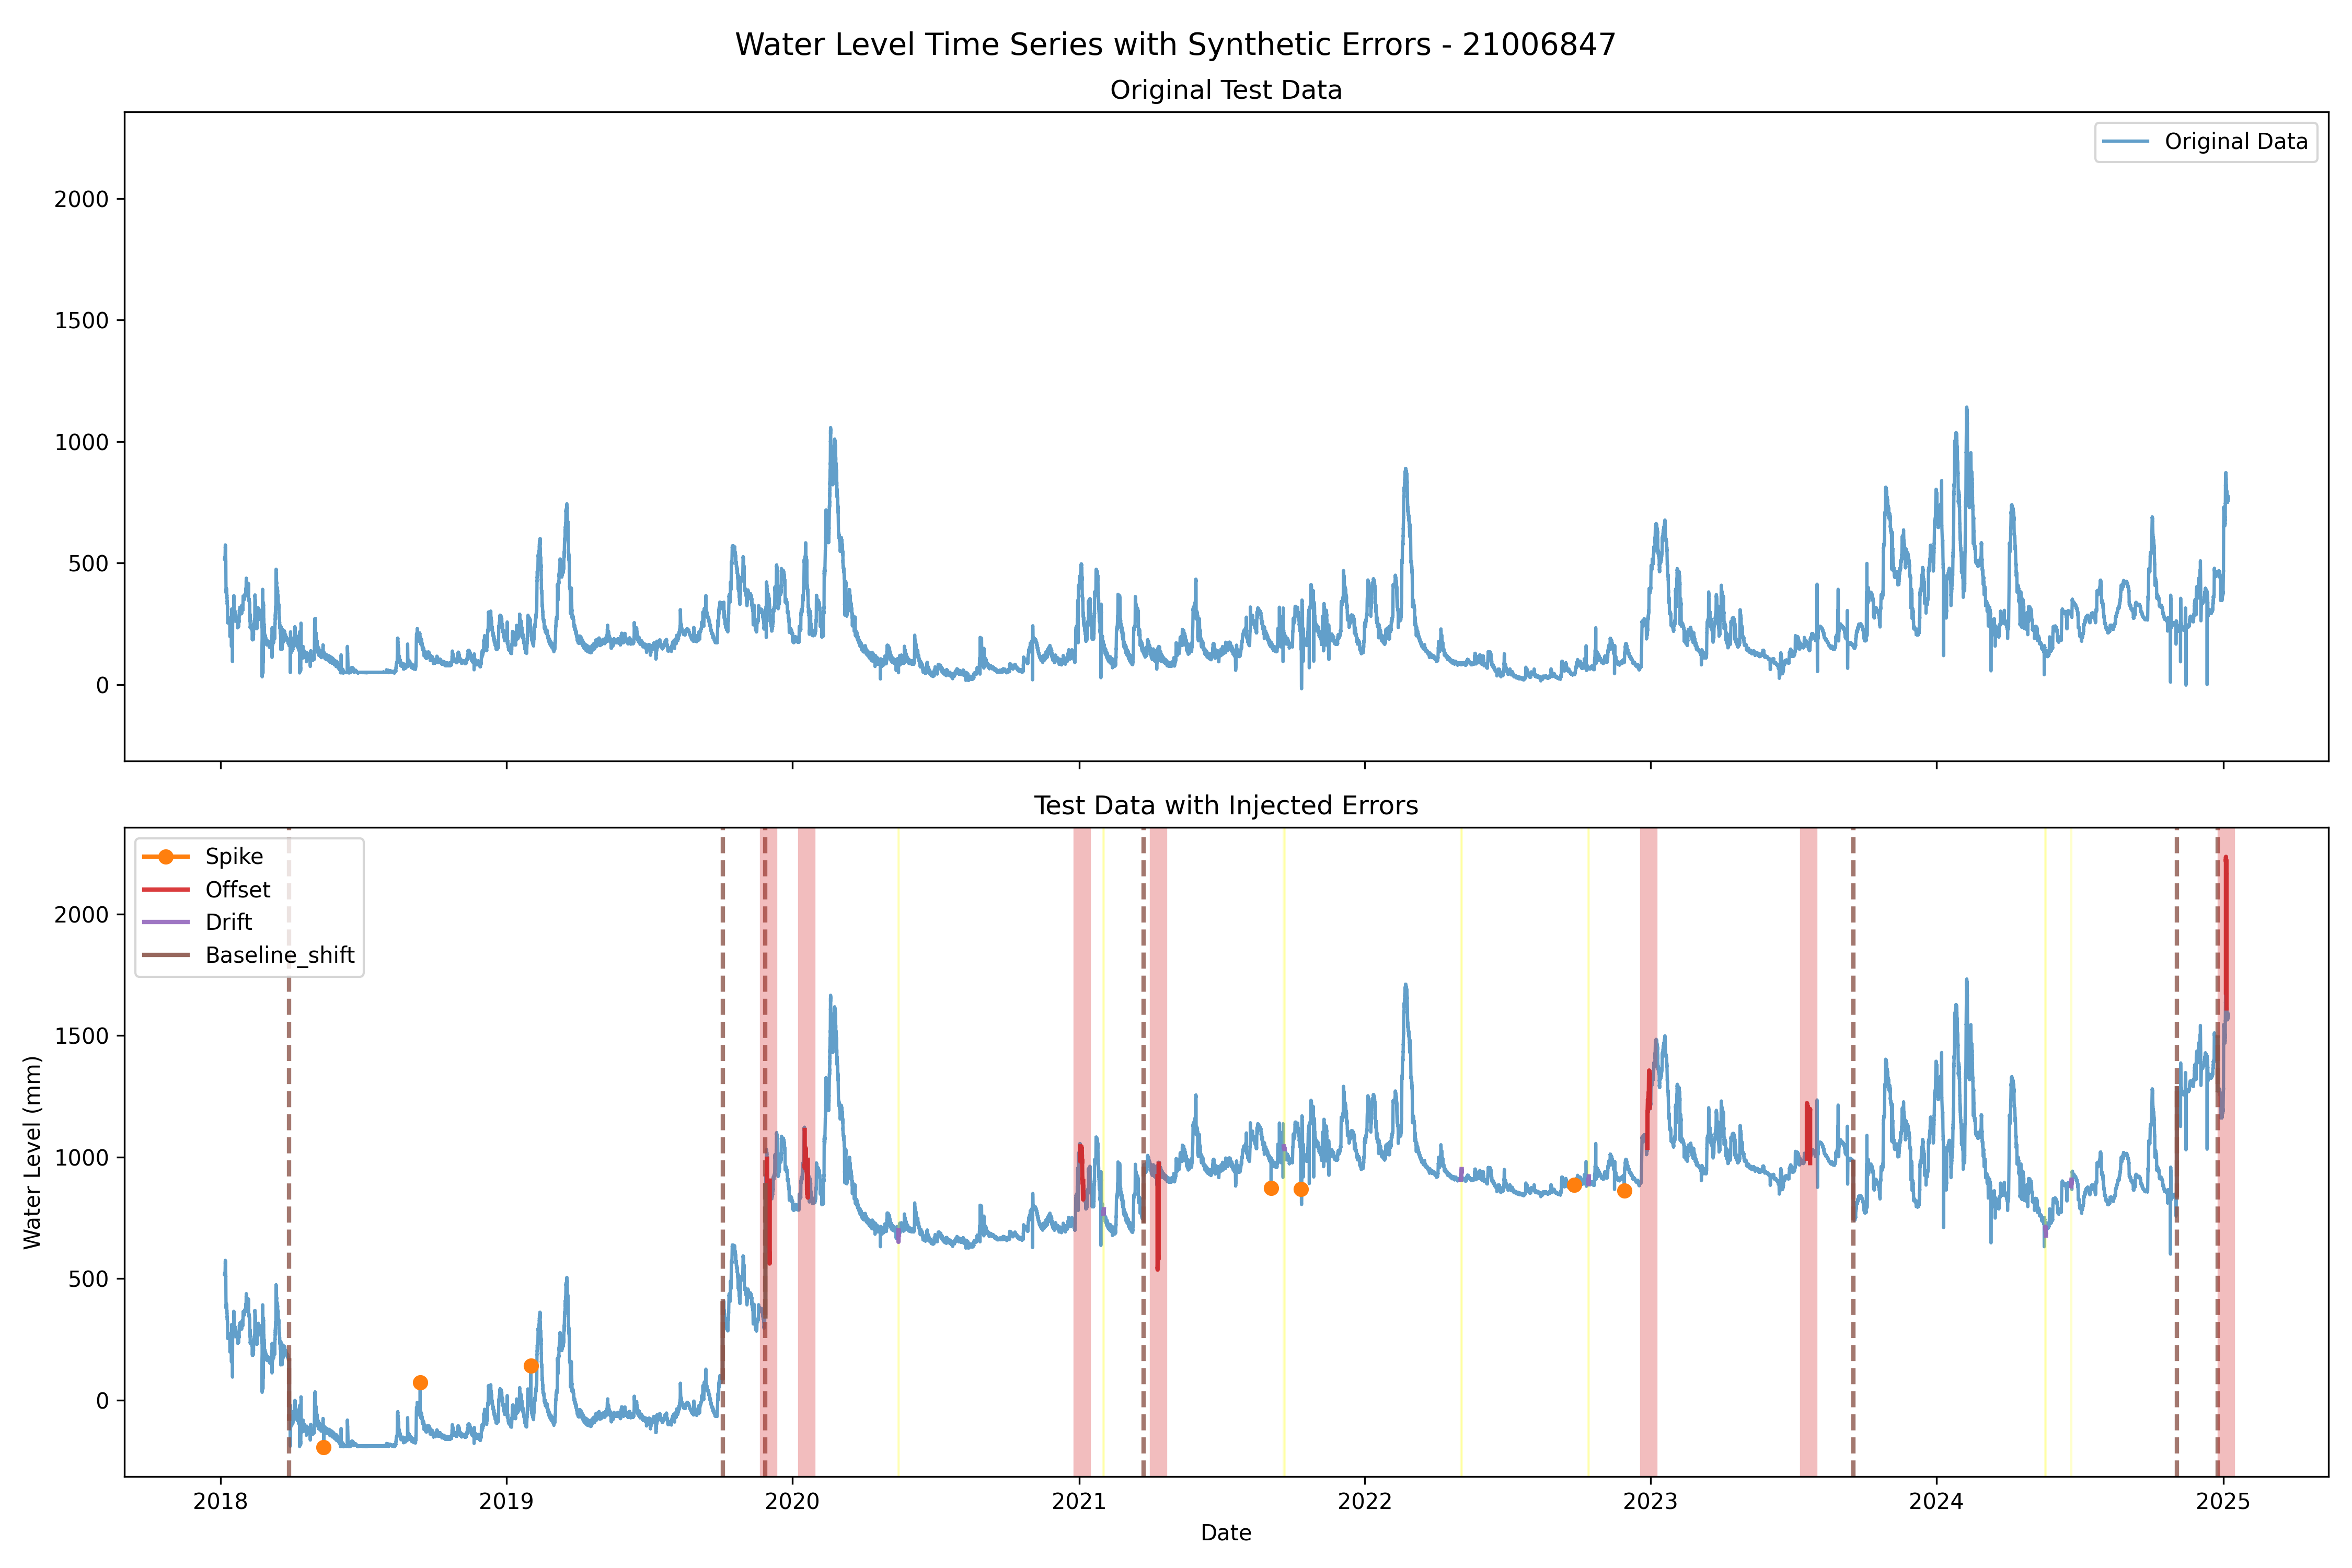 Water Level Time Series with Synthetic Errors - 21006847
Original Test Data
Original Data
2000
1500
1000
500
0
Test Data with Injected Errors
Spike
Offset
Drift
Baseline_shift
Water Level (mm)
2000
1500
1000
500
0
2018 2019 2020 2021 2022 2023 2024 2025
Date